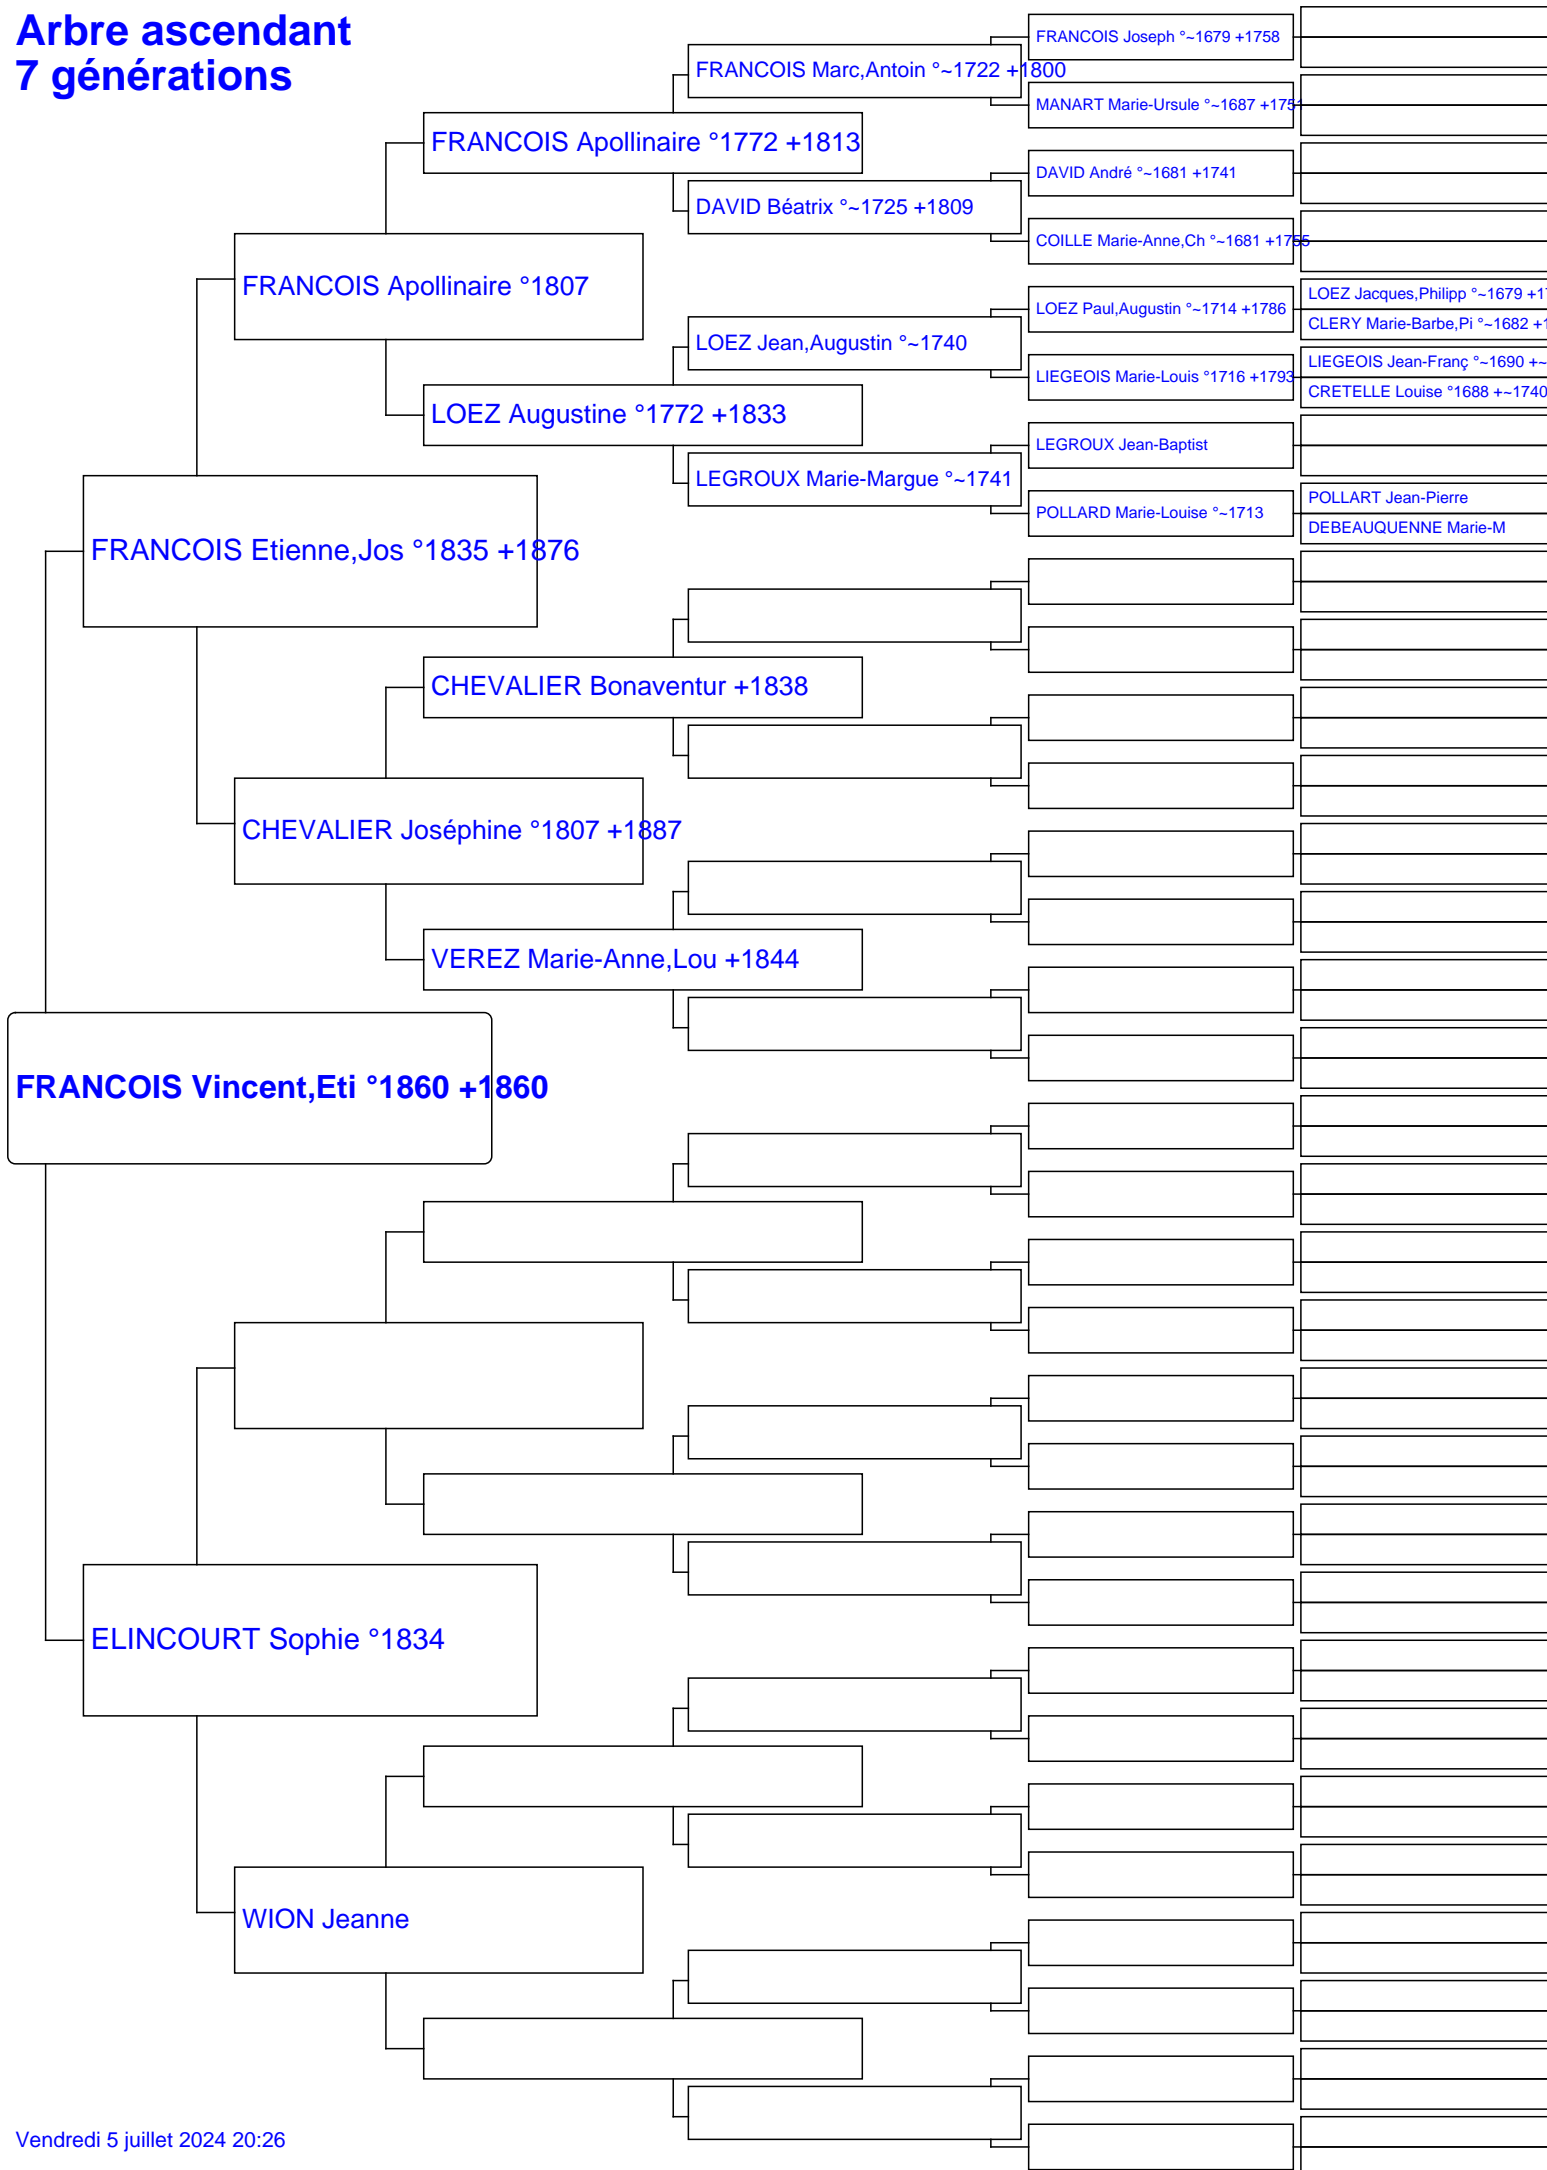 Arbre ascendant
7 générations
FRANCOIS Joseph °~1679 +1758
FRANCOIS Marc,Antoin °~1722 +1800
MANART Marie-Ursule °~1687 +1751
FRANCOIS Apollinaire °1772 +1813
DAVID André °~1681 +1741
DAVID Béatrix °~1725 +1809
COILLE Marie-Anne,Ch °~1681 +1755
FRANCOIS Apollinaire °1807
LOEZ Jacques,Philipp °~1679 +1
LOEZ Paul,Augustin °~1714 +1786
CLERY Marie-Barbe,Pi °~1682 +1
LOEZ Jean,Augustin °~1740
LIEGEOIS Jean-Franç °~1690 +~
LIEGEOIS Marie-Louis °1716 +1793
CRETELLE Louise °1688 +~1740
LOEZ Augustine °1772 +1833
LEGROUX Jean-Baptist
LEGROUX Marie-Margue °~1741
POLLART Jean-Pierre
POLLARD Marie-Louise °~1713
DEBEAUQUENNE Marie-M
FRANCOIS Etienne,Jos °1835 +1876
CHEVALIER Bonaventur +1838
CHEVALIER Joséphine °1807 +1887
VEREZ Marie-Anne,Lou +1844
FRANCOIS Vincent,Eti °1860 +1860
ELINCOURT Sophie °1834
WION Jeanne
Vendredi 5 juillet 2024 20:26